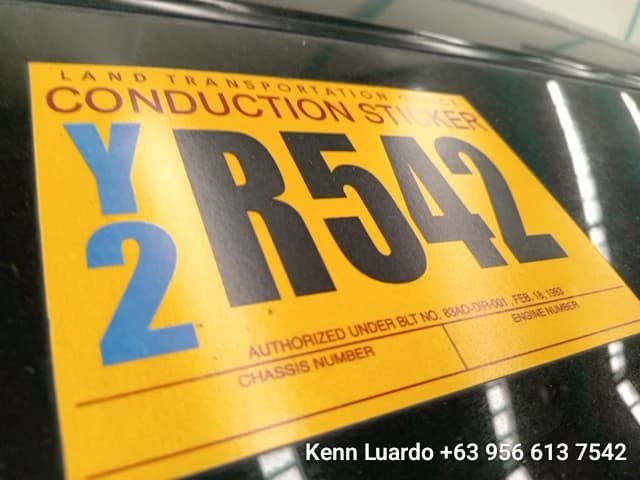 LAND TRANSPORTATION
CONDUCTION STICKER
Y2
R542
AUTHORIZED UNDER BLT NO. 83AO-DIR-001, FEB. 18, 1983
CHASSIS NUMBER
ENGINE NUMBER
Kenn Luardo +63 956 613 7542